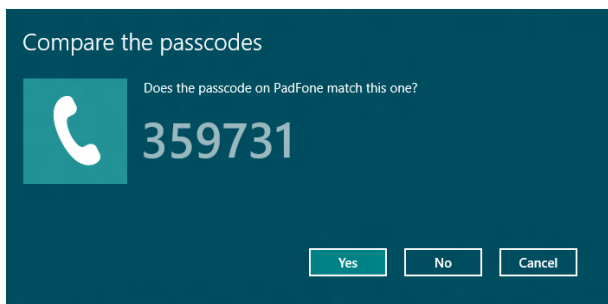 Compare the passcodes
Does the passcode on PadFone match this one?
359731
Yes No Cancel